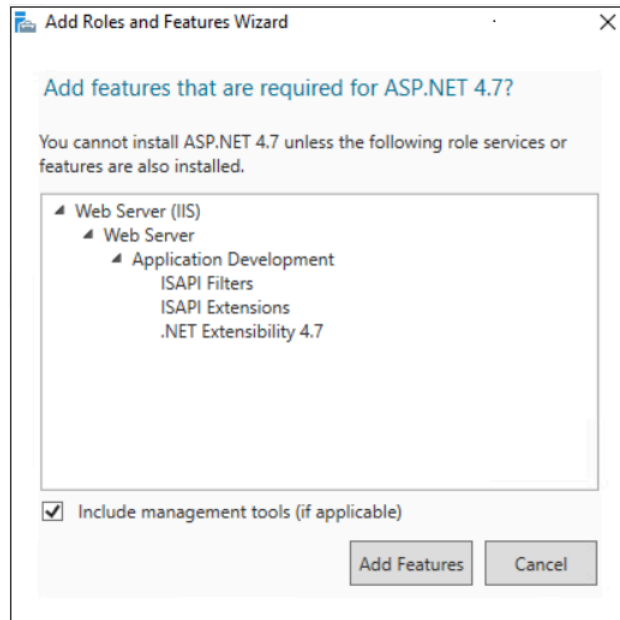 Add Roles and Features Wizard
Add features that are required for ASP.NET 4.7?
You cannot install ASP.NET 4.7 unless the following role services or
features are also installed.
Web Server (IIS)
Web Server
Application Development
ISAPI Filters
ISAPI Extensions
.NET Extensibility 4.7
Include management tools (if applicable)
Add Features Cancel